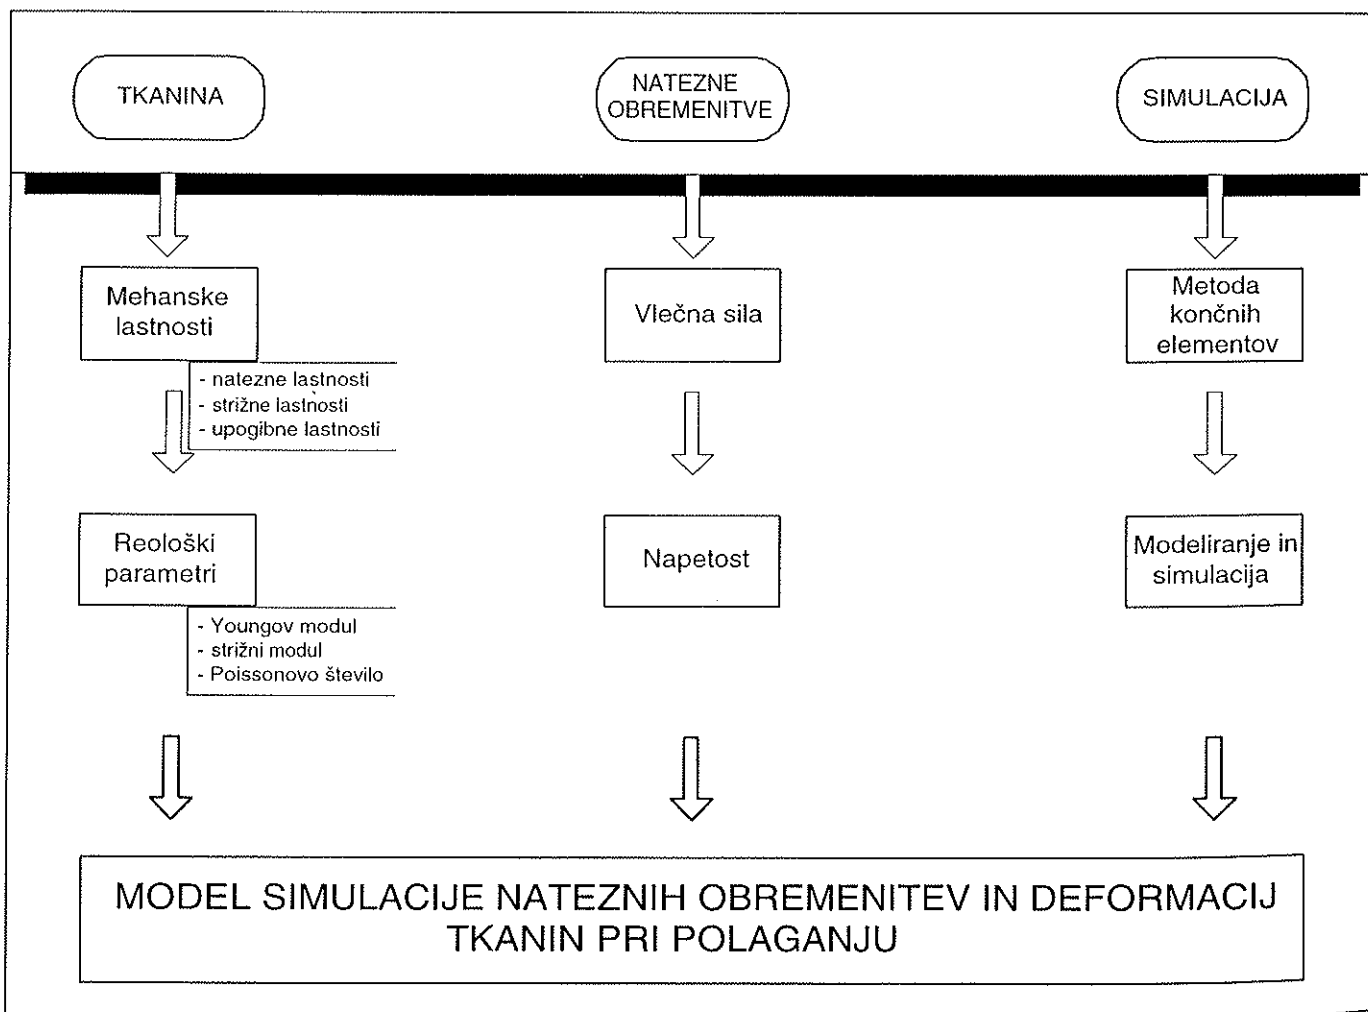 TKANINA
NATEZNE
OBREMENITVE
SIMULACIJA
Mehanske
lastnosti
- natezne lastnosti
- strižne lastnosti
- upogibne lastnosti
Vlečna sila
Metoda
končnih
elementov
Reološki
parametri
- Youngov modul
- strižni modul
- Poissonovo število
Napetost
Modeliranje in
simulacija
MODEL SIMULACIJE NATEZNIH OBREMENITEV IN DEFORMACIJ
TKANIN PRI POLAGANJU